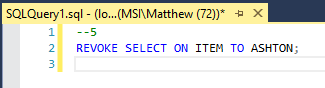 SQLQuery1.sql - (lo...(MSI\Matthew (72))*
1 --5
2 REVOKE SELECT ON ITEM TO ASHTON;
3